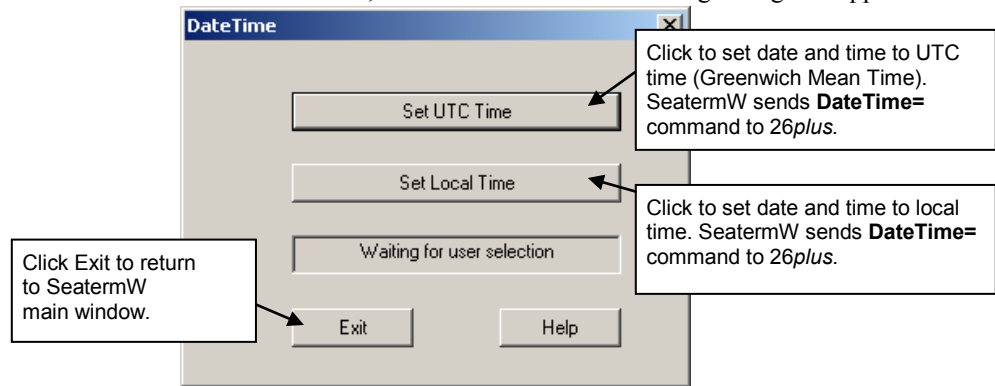 DateTime
Click to set date and time to UTC
time (Greenwich Mean Time).
SeatermW sends DateTime=
command to 26plus.
Set UTC Time
Set Local Time
Click to set date and time to local
time. SeatermW sends DateTime=
command to 26plus.
Waiting for user selection
Click Exit to return
to SeatermW
main window.
Exit
Help